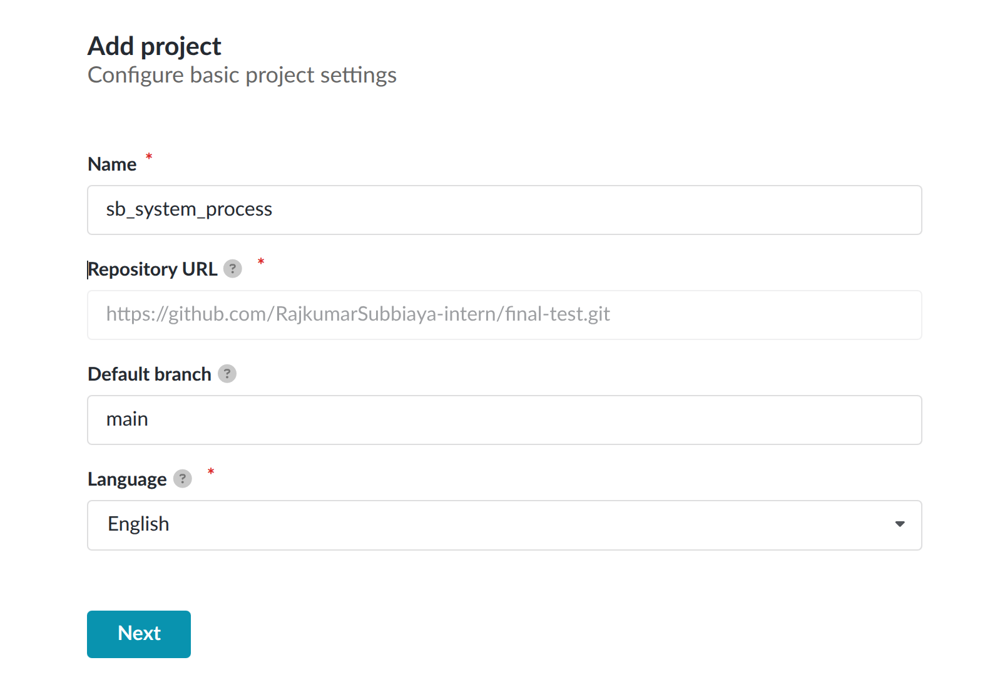 Add project
Configure basic project settings
Name *
sb_system_process
Repository URL ? *
https://github.com/RajkumarSubbiaya-intern/final-test.git
Default branch ?
main
Language ? *
English
Next